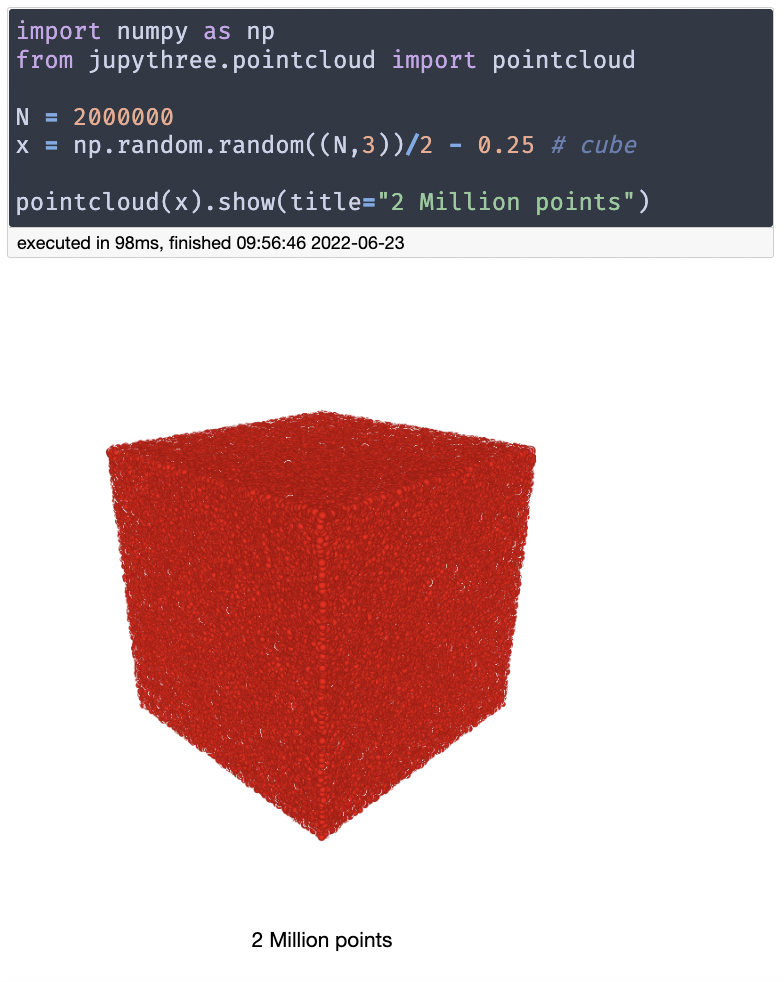 import numpy as np
from jupythree.pointcloud import pointcloud
N = 2000000
x = np.random.random((N,3))/2 - 0.25 # cube
pointcloud(x).show(title="2 Million points")
executed in 98ms, finished 09:56:46 2022-06-23
2 Million points